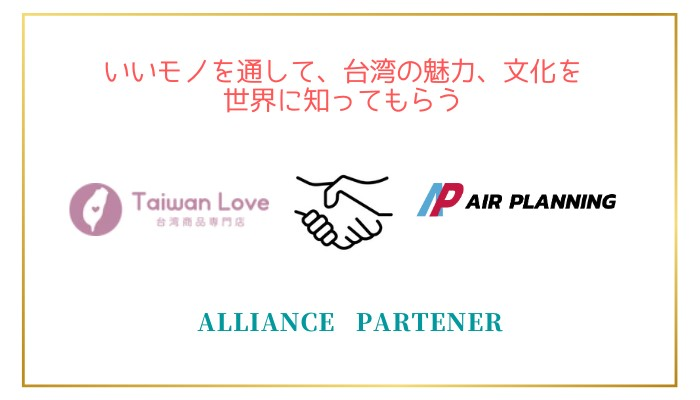 いいモノを通して、台湾の魅力、文化を
世界に知ってもらう
Taiwan Love
台湾商品専門店
AP AIR PLANNING
ALLIANCE PARTENER